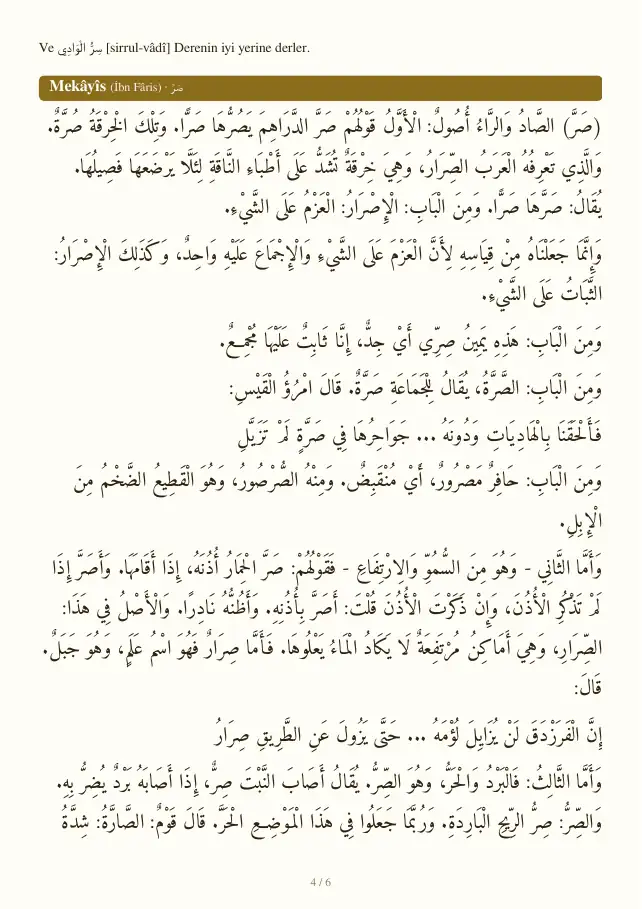 Ve سِرُّ الْوَادِي [sirrul-vâdî] Derenin iyi yerine derler.
Mekâyîs (İbn Fâris) · صَرَّ
(صَرَّ) الصَّادُ وَالرَّاءُ أُصُولٌ: الْأَوَّلُ قَوْلُهُمْ صَرَّ الدَّرَاهِمَ يَصُرُّهَا صَرًّا. وَتِلْكَ الْخِرْقَةُ صُرَّةٌ.
وَالَّذِي تَعْرِفُهُ الْعَرَبُ الصِّرَارُ، وَهِيَ خِرْقَةٌ تُشَدُّ عَلَى أَطْبَاءِ النَّاقَةِ لِئَلَّا يَرْضَعَهَا فَصِيلُهَا.
يُقَالُ: صَرَّهَا صَرًّا. وَمِنَ الْبَابِ: الْإِصْرَارُ: الْعَزْمُ عَلَى الشَّيْءِ.
وَإِنَّمَا جَعَلْنَاهُ مِنْ قِيَاسِهِ لِأَنَّ الْعَزْمَ عَلَى الشَّيْءِ وَالْإِجْمَاعَ عَلَيْهِ وَاحِدٌ، وَكَذَلِكَ الْإِصْرَارُ:
الثَّبَاتُ عَلَى الشَّيْءِ.
وَمِنَ الْبَابِ: هَذِهِ يَمِينُ صِرِّي أَيْ جِدٌّ، إِنَّا ثَابِتٌ عَلَيْهَا مُجْمِعٌ.
وَمِنَ الْبَابِ: الصَّرَّةُ، يُقَالُ لِلْجَمَاعَةِ صَرَّةٌ. قَالَ امْرُؤُ الْقَيْسِ:
فَأَلْحَقَنَا بِالْهَادِيَاتِ وَدُونَهُ ... جَوَاحِرُهَا فِي صَرَّةٍ لَمْ تَزَيَّلِ
وَمِنَ الْبَابِ: حَافِرٌ مَصْرُورٌ، أَيْ مُنْقَبِضٌ. وَمِنْهُ الصُّرْصُورُ، وَهُوَ الْقَطِيعُ الضَّخْمُ مِنَ
الْإِبِلِ.
وَأَمَّا الثَّانِي - وَهُوَ مِنَ السُّمُوِّ وَالِارْتِفَاعِ - فَقَوْلُهُمْ: صَرَّ الْحِمَارُ أُذُنَهُ، إِذَا أَقَامَهَا. وَأَصَرَّ إِذَا
لَمْ تَذْكُرِ الْأُذُنَ، وَإِنْ ذَكَرْتَ الْأُذُنَ قُلْتَ: أَصَرَّ بِأُذُنِهِ. وَأَظُنُّهُ نَادِرًا. وَالْأَصْلُ فِي هَذَا:
الصِّرَارِ، وَهِيَ أَمَاكِنُ مُرْتَفِعَةٌ لَا يَكَادُ الْمَاءُ يَعْلُوهَا. فَأَمَّا صِرَارٌ فَهُوَ اسْمُ عَلَمٍ، وَهُوَ جَبَلٌ.
قَالَ:
إِنَّ الْفَرَزْدَقَ لَنْ يُزَايِلَ لُؤْمَهُ ... حَتَّى يَزُولَ عَنِ الطَّرِيقِ صِرَارُ
وَأَمَّا الثَّالِثُ: فَالْبَرْدُ وَالْحَرُّ، وَهُوَ الصِّرُّ. يُقَالُ أَصَابَ النَّبْتَ صِرٌّ، إِذَا أَصَابَهُ بَرْدٌ يُضِرُّ بِهِ.
وَالصِّرُّ: صِرُّ الرِّيحِ الْبَارِدَةِ. وَرُبَّمَا جَعَلُوا فِي هَذَا الْمَوْضِعِ الْحَرَّ. قَالَ قَوْمٌ: الصَّارَّةُ: شِدَّةُ
4 / 6